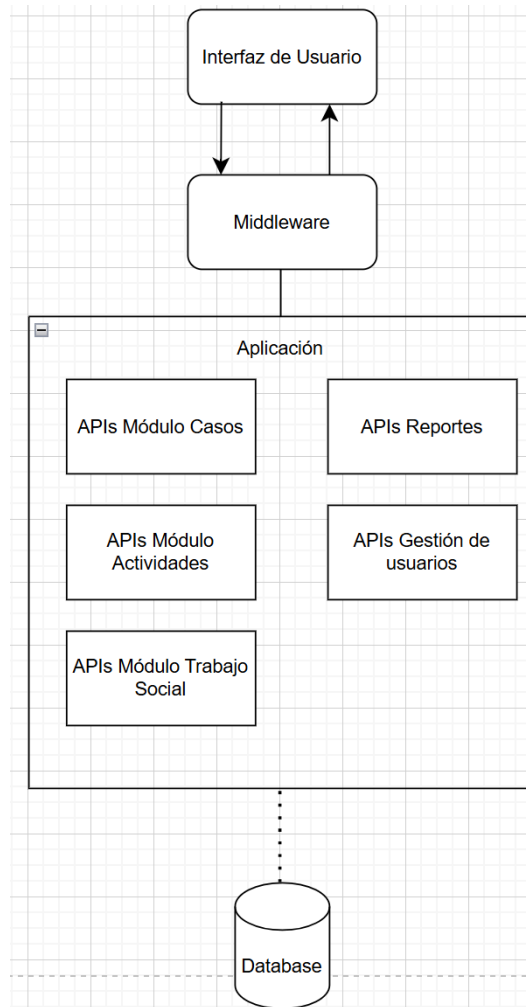 Interfaz de Usuario
Middleware
Aplicación
APIs Módulo Casos
APIs Reportes
APIs Módulo
Actividades
APIs Gestión de
usuarios
APIs Módulo Trabajo
Social
Database